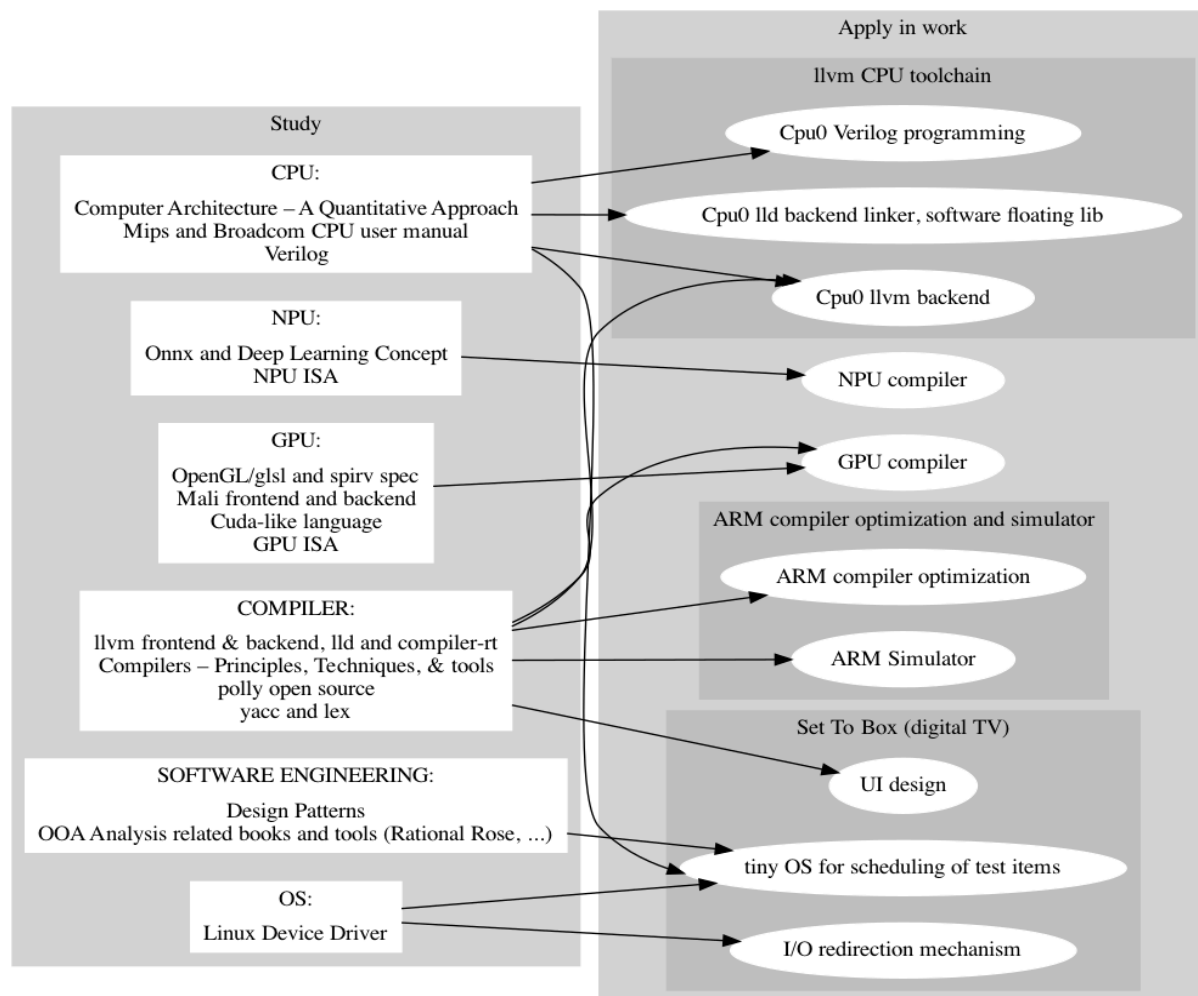 Study
CPU:
Computer Architecture – A Quantitative Approach
Mips and Broadcom CPU user manual
Verilog
NPU:
Onnx and Deep Learning Concept
NPU ISA
GPU:
OpenGL/glsl and spirv spec
Mali frontend and backend
Cuda-like language
GPU ISA
COMPILER:
llvm frontend & backend, lld and compiler-rt
Compilers – Principles, Techniques, & tools
polly open source
yacc and lex
SOFTWARE ENGINEERING:
Design Patterns
OOA Analysis related books and tools (Rational Rose, ...)
OS:
Linux Device Driver
Apply in work
llvm CPU toolchain
Cpu0 Verilog programming
Cpu0 lld backend linker, software floating lib
Cpu0 llvm backend
NPU compiler
GPU compiler
ARM compiler optimization and simulator
ARM compiler optimization
ARM Simulator
Set To Box (digital TV)
UI design
tiny OS for scheduling of test items
I/O redirection mechanism